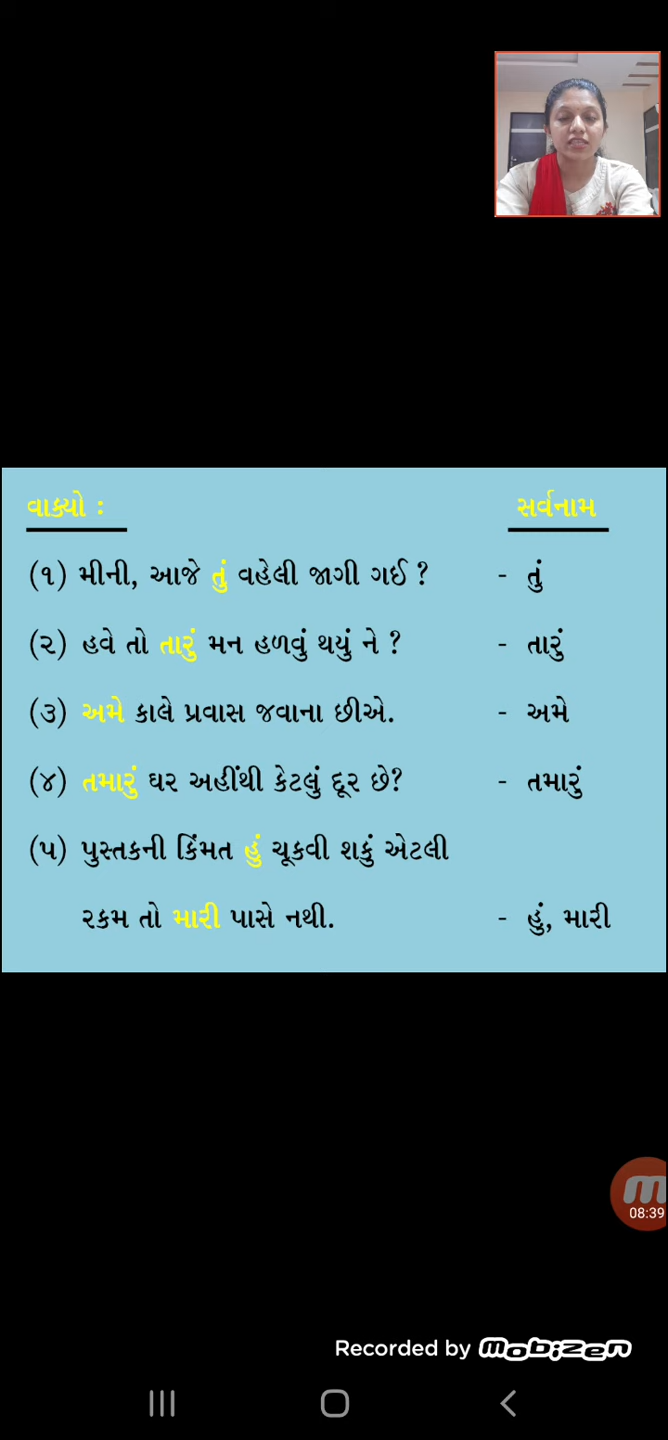 વાક્યો :
સર્વનામ
(૧) મીની, આજે તું વહેલી જાગી ગઈ ? - તું
(૨) હવે તો તારું મન હળવું થયું ને ? - તારું
(૩) અમે કાલે પ્રવાસ જવાના છીએ. - અમે
(૪) તમારું ઘર અહીંથી કેટલું દૂર છે? - તમારું
(૫) પુસ્તકની કિંમત હું ચૂકવી શકું એટલી
રકમ તો મારી પાસે નથી. - હું, મારી
08:39
Recorded by mobizen